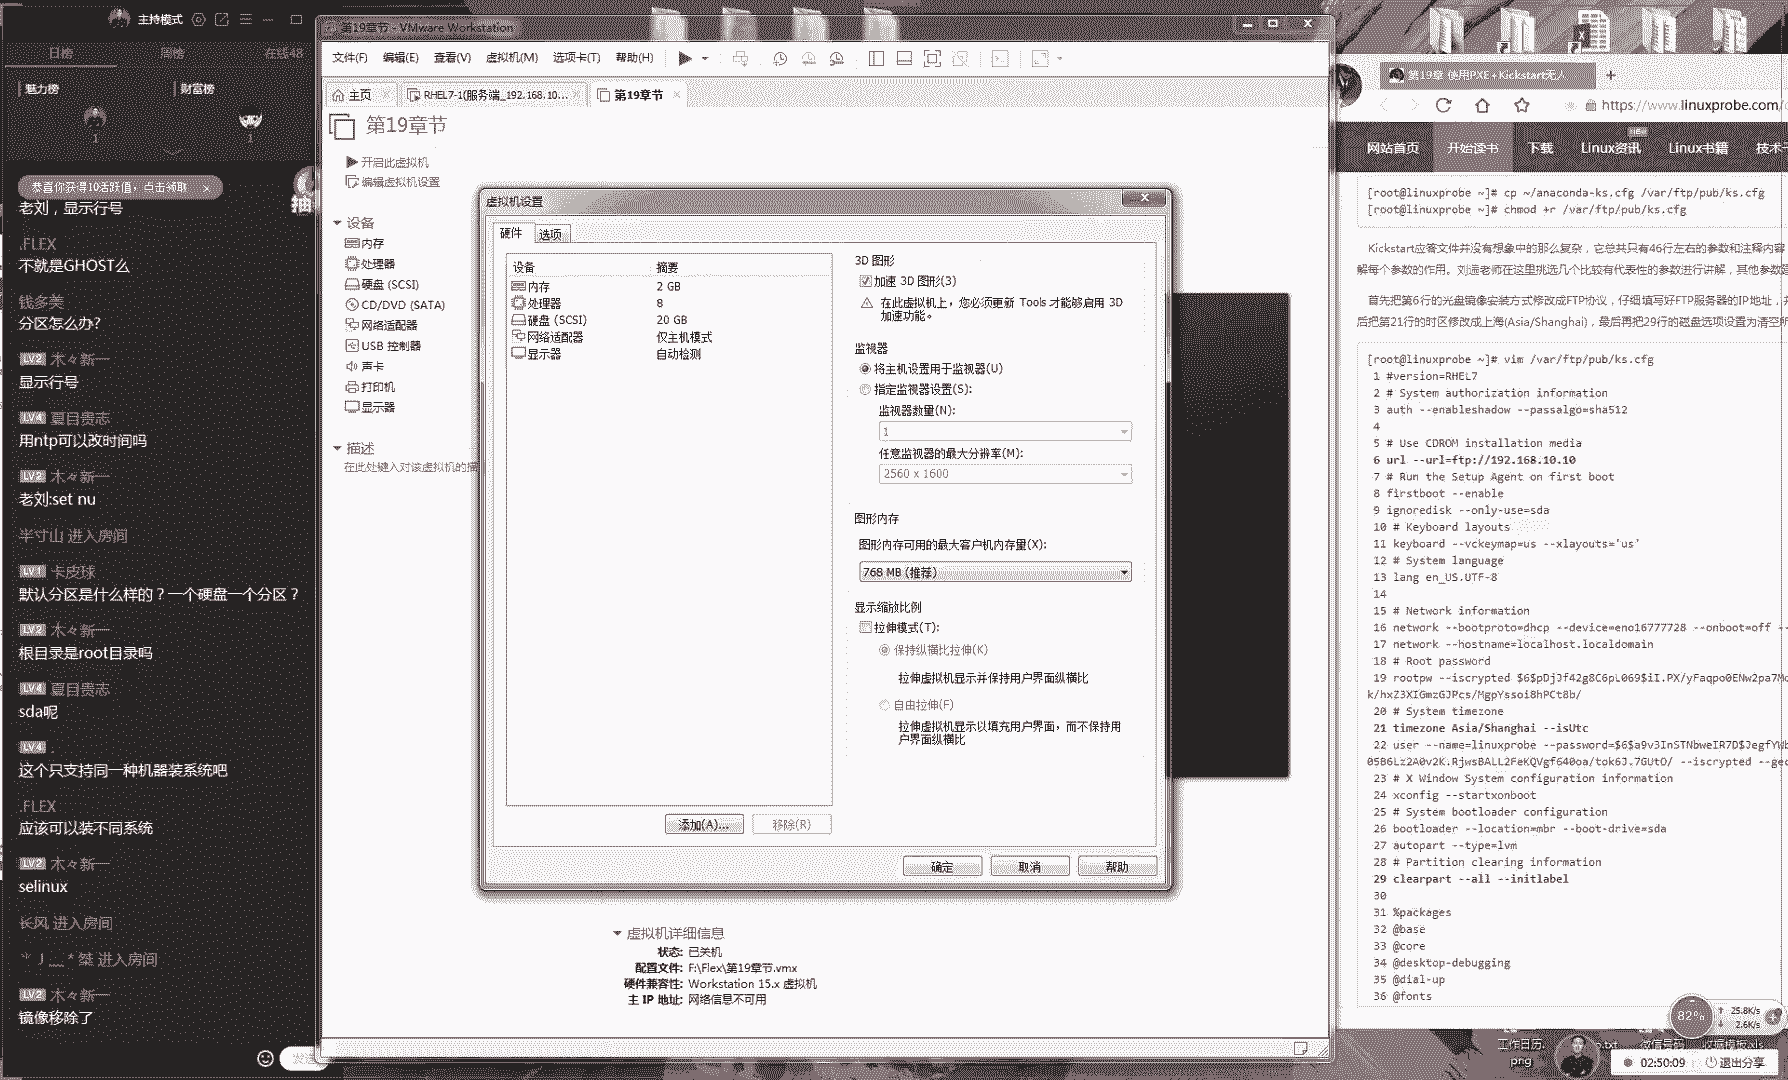 主持模式
日榜
周榜
在线48
魅力榜
财富榜
1
1
恭喜你获得10活跃值，点击领取 ×
老刘，显示行号
.FLEX
不就是GHOST么
钱多美
分区怎么办？
LV2 木々新一
显示行号
LV4 夏目贵志
用ntp可以改时间吗
LV2 木々新一
老刘:set nu
半寸山 进入房间
LV1 卡皮球
默认分区是什么样的？一个硬盘一个分区？
LV2 木々新一
根目录是root目录吗
LV4 夏目贵志
sda呢
LV4 .
这个只支持同一种机器装系统吧
.FLEX
应该可以装不同系统
LV2 木々新一
selinux
长风 进入房间
进入房间
LV2 木々新一
镜像移除了
第19章节 - VMware Workstation
文件(F) 编辑(E) 查看(V) 虚拟机(M) 选项卡(T) 帮助(H)
主页
RHEL7-1(服务端_192.168.10...
第19章节
第19章节
开启此虚拟机
编辑虚拟机设置
设备
内存
处理器
硬盘 (SCSI)
CD/DVD (SATA)
网络适配器
USB 控制器
声卡
打印机
显示器
描述
在此处键入对该虚拟机的描
虚拟机设置
硬件 选项
设备 摘要
内存 2 GB
处理器 8
硬盘 (SCSI) 20 GB
网络适配器 仅主机模式
显示器 自动检测
添加(A)... 移除(R)
3D 图形
加速 3D 图形(3)
在此虚拟机上，您必须更新 Tools 才能够启用 3D
加速功能。
监视器
将主机设置用于监视器(U)
指定监视器设置(S):
监视器数量(N):
1
任意监视器的最大分辨率(M):
2560 x 1600
图形内存
图形内存可用的最大客户机内存量(X):
768 MB (推荐)
显示缩放比例
拉伸模式(T):
保持纵横比拉伸(K)
拉伸虚拟机显示并保持用户界面纵横比
自由拉伸(F)
拉伸虚拟机显示以填充用户界面，而不保持用
户界面纵横比
确定 取消 帮助
虚拟机详细信息
状态: 已关机
配置文件: F:\Flex\第19章节.vmx
硬件兼容性: Workstation 15.x 虚拟机
主 IP 地址: 网络信息不可用
第19章 使用PXE+Kickstart无人
https://www.linuxprobe.com/
网站首页 开始读书 下载 Linux资讯 Linux书籍
NEW
[root@linuxprobe ~]# cp ~/anaconda-ks.cfg /var/ftp/pub/ks.cfg
[root@linuxprobe ~]# chmod +r /var/ftp/pub/ks.cfg
Kickstart应答文件并没有想象中的那么复杂，它总共只有46行左右的参数和注释内容
解每个参数的作用。刘遄老师在这里挑选几个比较有代表性的参数进行讲解，其他参数
首先把第6行的光盘镜像安装方式修改成FTP协议，仔细填写好FTP服务器的IP地址，
后把第21行的时区修改成上海(Asia/Shanghai)，最后再把29行的磁盘选项设置为清空所
[root@linuxprobe ~]# vim /var/ftp/pub/ks.cfg
1 #version=RHEL7
2 # System authorization information
3 auth --enableshadow --passalgo=sha512
4
5 # Use CDROM installation media
6 url --url=ftp://192.168.10.10
7 # Run the Setup Agent on first boot
8 firstboot --enable
9 ignoredisk --only-use=sda
10 # Keyboard layouts
11 keyboard --vckeymap=us --xlayouts='us'
12 # System language
13 lang en_US.UTF-8
14
15 # Network information
16 network --bootproto=dhcp --device=eno16777728 --onboot=off --
17 network --hostname=localhost.localdomain
18 # Root password
19 rootpw --iscrypted $6$pDjJf42g8C6pL069$iI.PX/yFaqpo0ENw2pa7Mo
k/hxZ3XIGmzGJPcs/MgpYssoi8hPCt8b/
20 # System timezone
21 timezone Asia/Shanghai --isUtc
22 user --name=linuxprobe --password=$6$a9v3InSTNbweIR7D$JegfYW
05B6Lz2A0v2K.RjwsBALL2FeKQVgf640oa/tok6J.7GUtO/ --iscrypted --gec
23 # X Window System configuration information
24 xconfig --startxonboot
25 # System bootloader configuration
26 bootloader --location=mbr --boot-drive=sda
27 autopart --type=lvm
28 # Partition clearing information
29 clearpart --all --initlabel
30
31 %packages
32 @base
33 @core
34 @desktop-debugging
35 @dial-up
36 @fonts
82%
25.8K/s
2.6K/s
工作日历.
png
02:50:09 退出分享